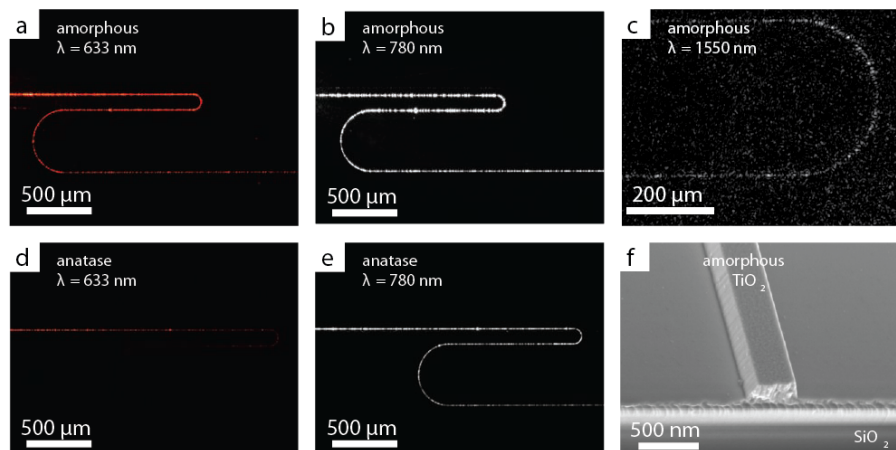 a
amorphous
λ = 633 nm
500 μm
b
amorphous
λ = 780 nm
500 μm
c
amorphous
λ = 1550 nm
200 μm
d
anatase
λ = 633 nm
500 μm
e
anatase
λ = 780 nm
500 μm
f
amorphous
TiO₂
500 nm
SiO₂